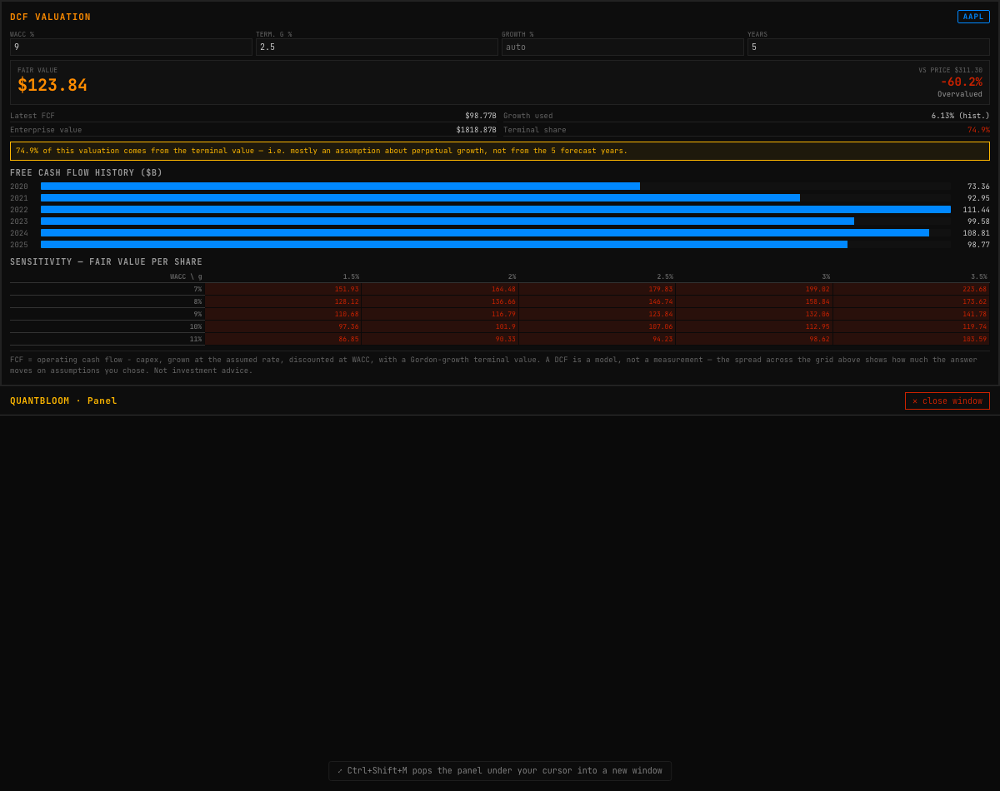 DCF VALUATION AAPL
WACC % TERM. G % GROWTH % YEARS
9 2.5 auto 5
FAIR VALUE VS PRICE $311.30
$123.84 -60.2%
Overvalued
Latest FCF $98.77B Growth used 6.13% (hist.)
Enterprise value $1818.87B Terminal share 74.9%
74.9% of this valuation comes from the terminal value — i.e. mostly an assumption about perpetual growth, not from the 5 forecast years.
FREE CASH FLOW HISTORY ($B)
2020 73.36
2021 92.95
2022 111.44
2023 99.58
2024 108.81
2025 98.77
SENSITIVITY — FAIR VALUE PER SHARE
WACC \ g 1.5% 2% 2.5% 3% 3.5%
7% 151.93 164.48 179.83 199.02 223.68
8% 128.12 136.66 146.74 158.84 173.62
9% 110.68 116.79 123.84 132.06 141.78
10% 97.36 101.9 107.06 112.95 119.74
11% 86.85 90.33 94.23 98.62 103.59
FCF = operating cash flow - capex, grown at the assumed rate, discounted at WACC, with a Gordon-growth terminal value. A DCF is a model, not a measurement — the spread across the grid above shows how much the answer
moves on assumptions you chose. Not investment advice.
QUANTBLOOM · Panel × close window
⤢ Ctrl+Shift+M pops the panel under your cursor into a new window